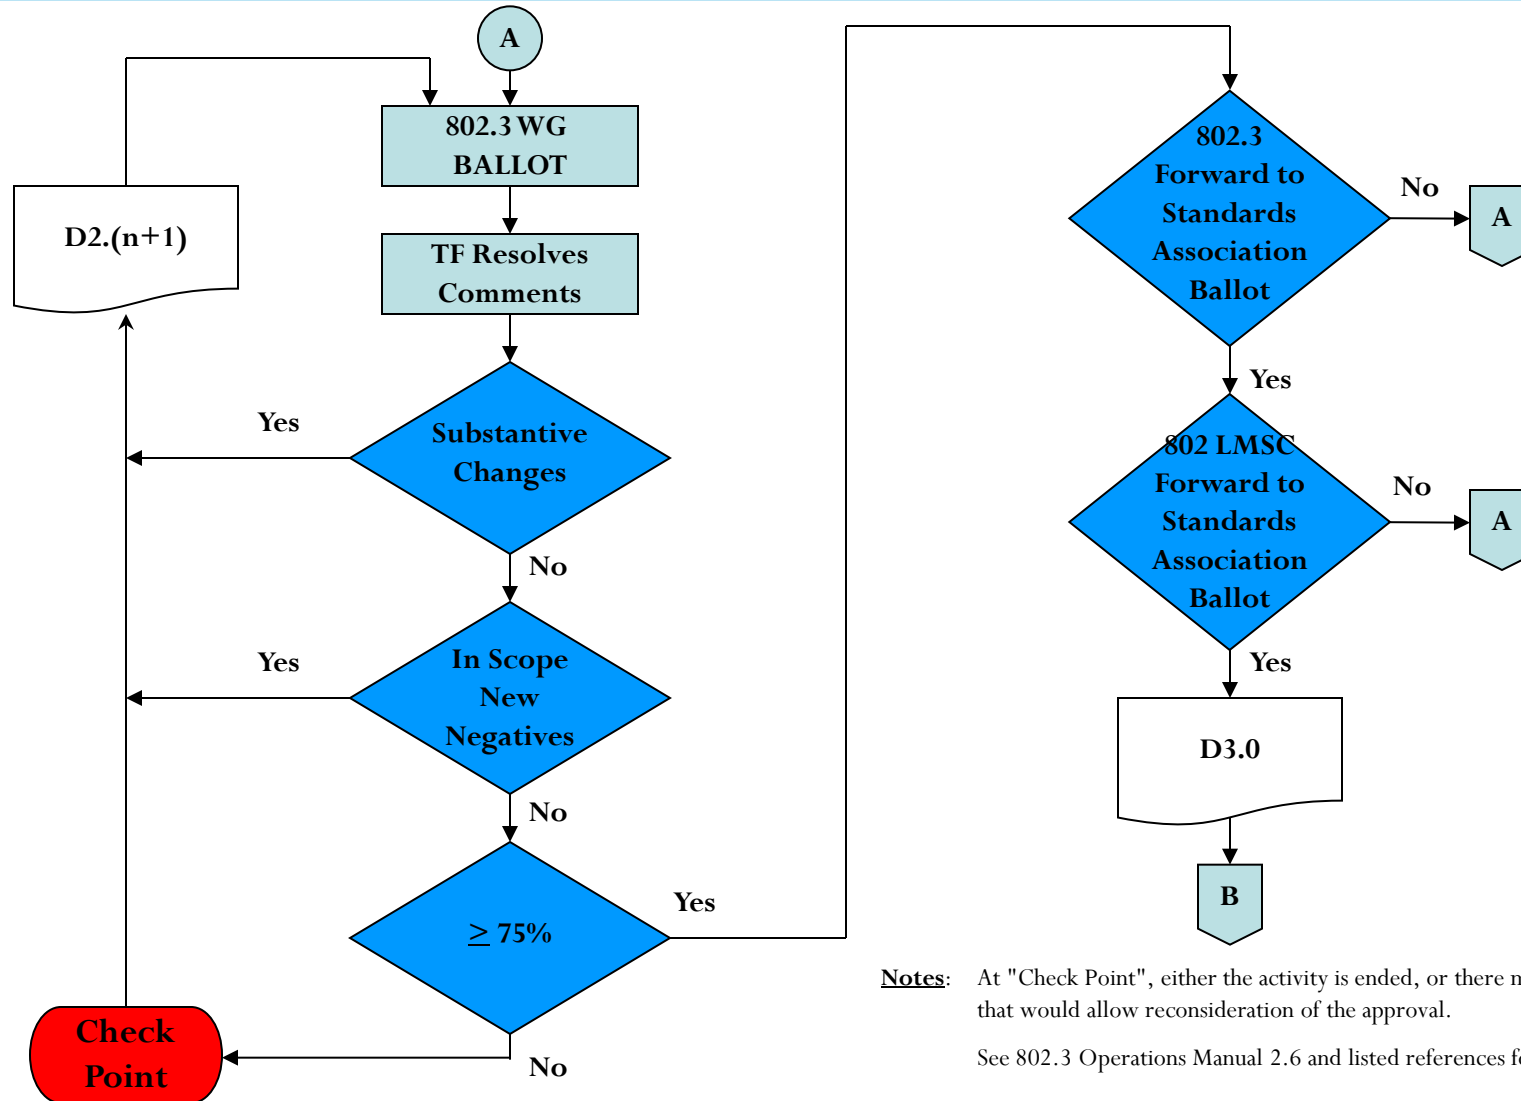 A
802.3 WG
BALLOT
D2.(n+1)
TF Resolves
Comments
Yes
Substantive
Changes
No
Yes
In Scope
New
Negatives
No
≥ 75%
Yes
No
Check
Point
802.3
Forward to
Standards
Association
Ballot
No
A
Yes
802 LMSC
Forward to
Standards
Association
Ballot
No
A
Yes
D3.0
B
Notes: At "Check Point", either the activity is ended, or there
that would allow reconsideration of the approval.
See 802.3 Operations Manual 2.6 and listed references